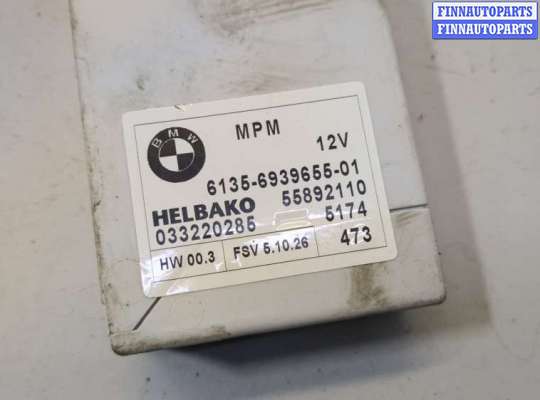 FINNAUTOPARTS
FINNAUTOPARTS
BMW
MPM 12V
6135-6939655-01
HELBAKO 55892110
033220285 5174
HW 00.3 FSV 5.10.26 473